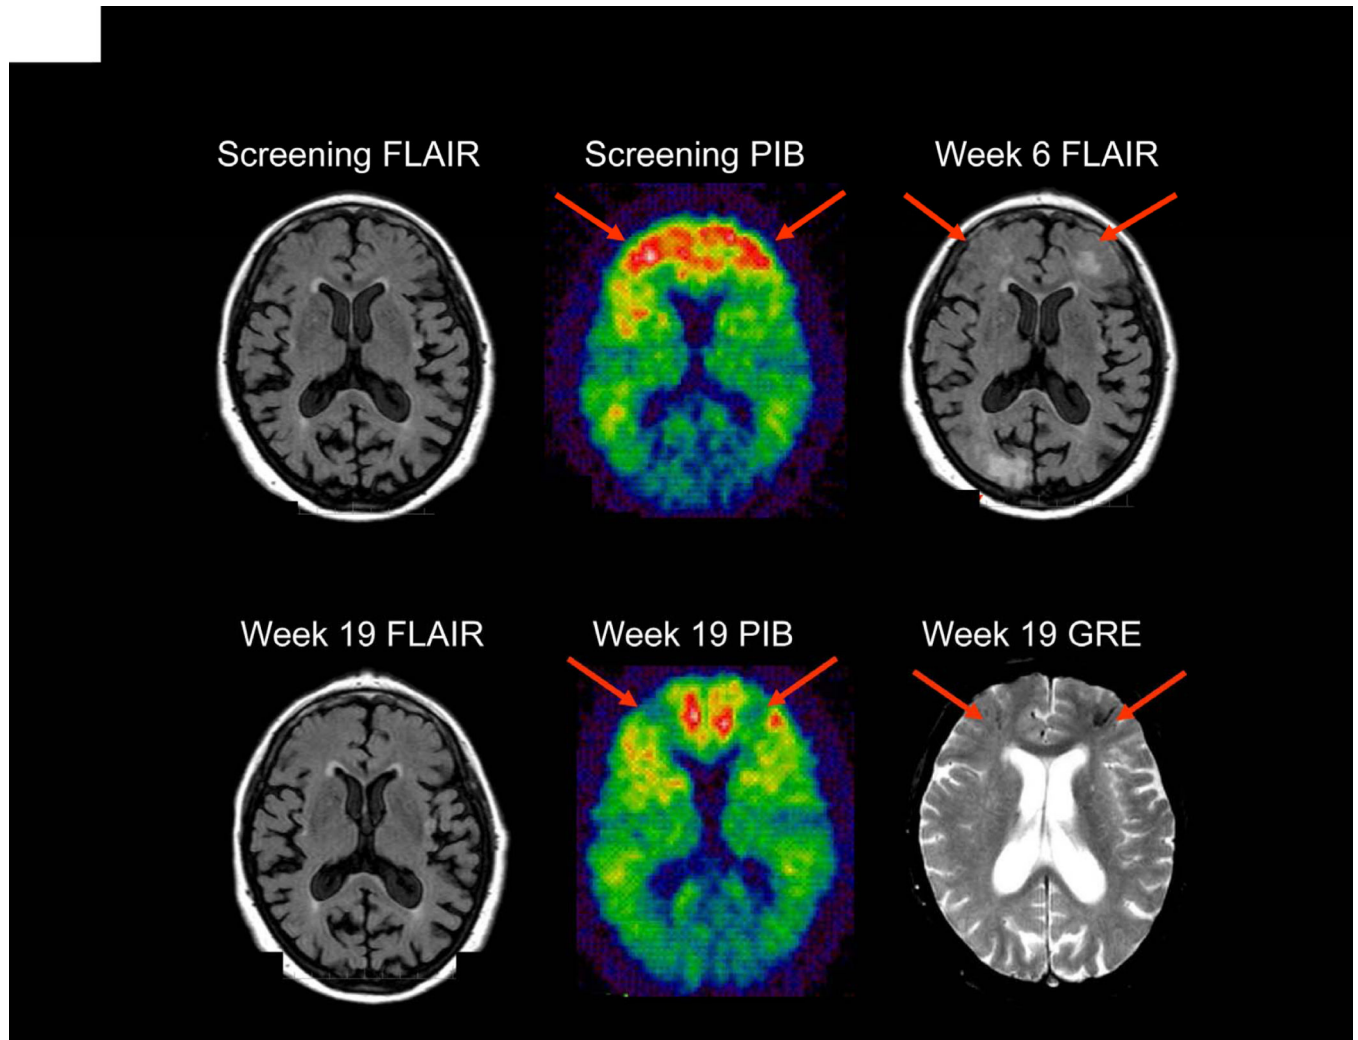 Screening FLAIR
Screening PIB
Week 6 FLAIR
Week 19 FLAIR
Week 19 PIB
Week 19 GRE